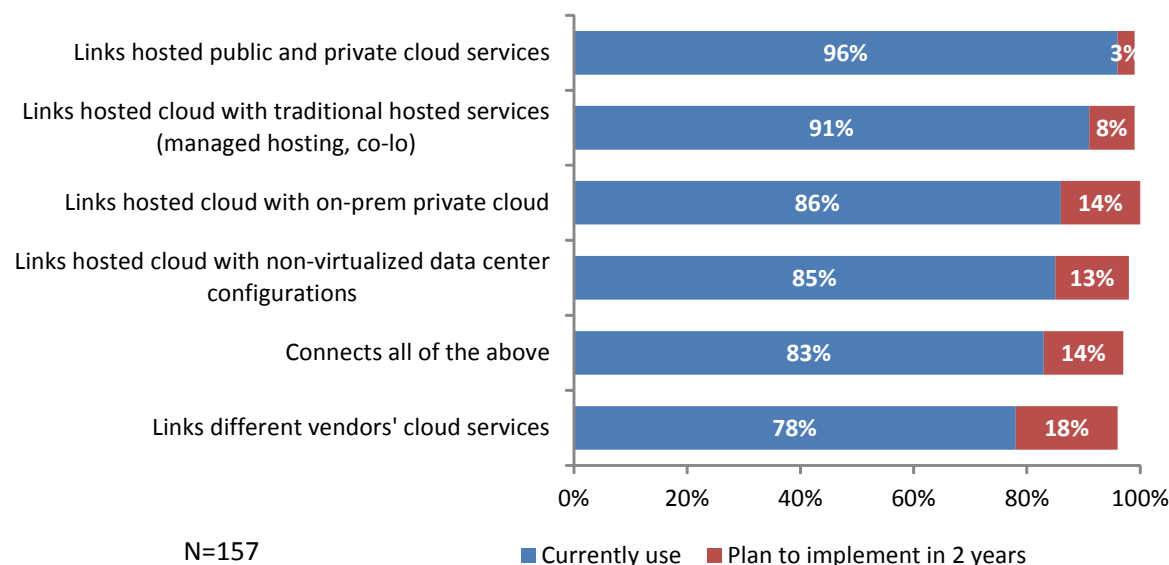 Links hosted public and private cloud services
96%
3%
Links hosted cloud with traditional hosted services
(managed hosting, co-lo)
91%
8%
Links hosted cloud with on-prem private cloud
86%
14%
Links hosted cloud with non-virtualized data center
configurations
85%
13%
Connects all of the above
83%
14%
Links different vendors' cloud services
78%
18%
0%
20%
40%
60%
80%
100%
N=157
Currently use
Plan to implement in 2 years